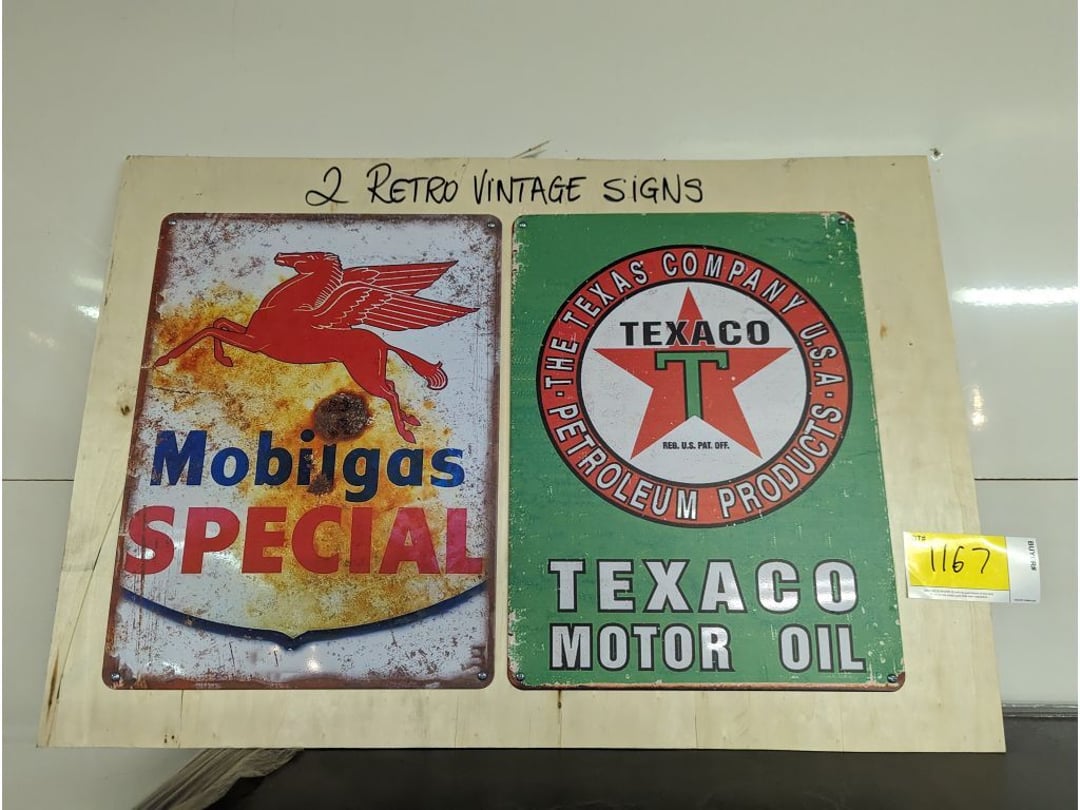 2 RETRO VINTAGE SIGNS
Mobilgas
SPECIAL
THE TEXAS COMPANY U.S.A.
PETROLEUM PRODUCTS
TEXACO
T
REG. U.S. PAT. OFF.
TEXACO
MOTOR OIL
1167